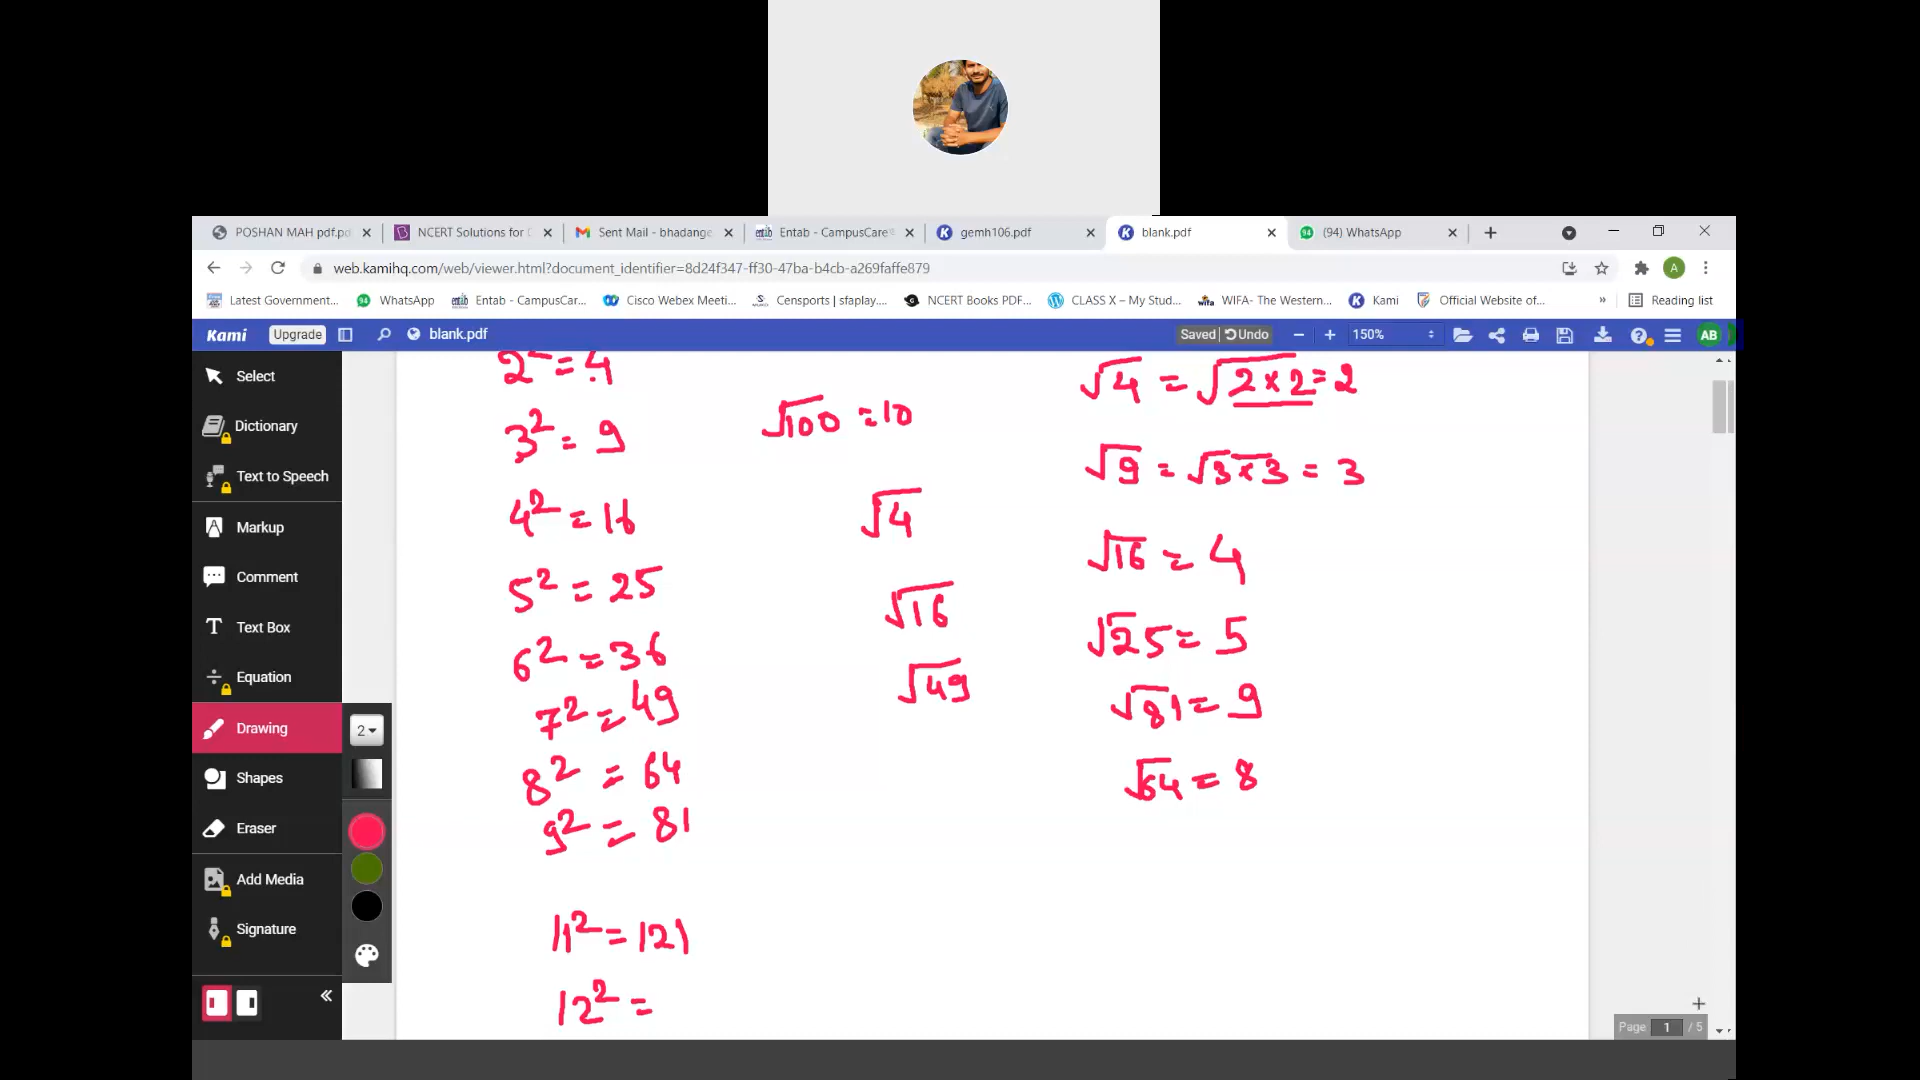 POSHAN MAH pdf.pd
NCERT Solutions for
Sent Mail - bhadange.
Entab - CampusCare
gemh106.pdf
blank.pdf
(94) WhatsApp
web.kamihq.com/web/viewer.html?document_identifier=8d24f347-ff30-47ba-b4cb-a269faffe879
Latest Government...
WhatsApp
Entab - CampusCar...
Cisco Webex Meeti...
Censports | sfaplay....
NCERT Books PDF...
CLASS X – My Stud...
WIFA- The Western...
Kami
Official Website of...
»
Reading list
Kami
Upgrade
blank.pdf
Saved
Undo
150%
AB
Select
Dictionary
Text to Speech
Markup
Comment
Text Box
Equation
Drawing
2
Shapes
Eraser
Add Media
Signature
2² = 4
3² = 9
4² = 16
5² = 25
6² = 36
7² = 49
8² = 64
9² = 81
11² = 121
12² =
√100 = 10
√4
√16
√49
√4 = √2×2 = 2
√9 = √3×3 = 3
√16 = 4
√25 = 5
√81 = 9
√64 = 8
Page 1 / 5